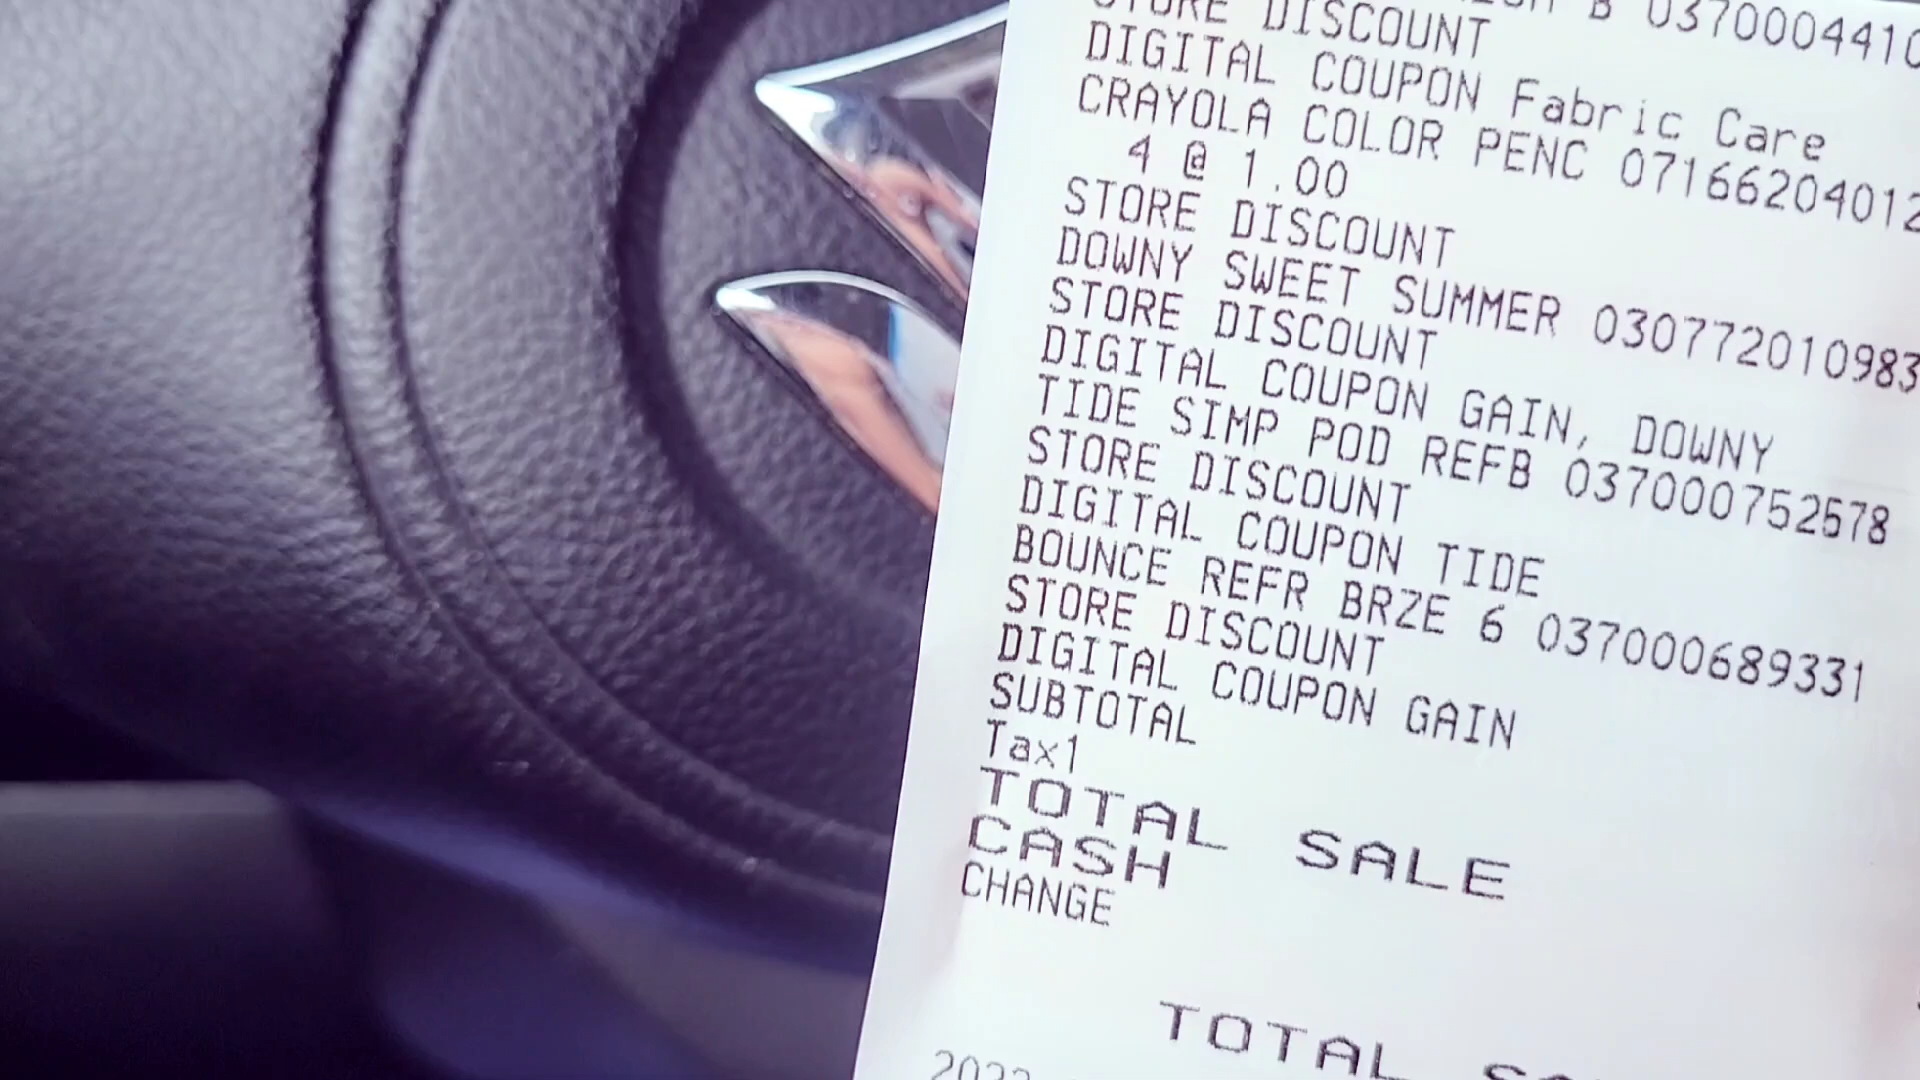 B 0370004410
STORE DISCOUNT
DIGITAL COUPON Fabric Care
CRAYOLA COLOR PENC 07166204012
4 @ 1.00
STORE DISCOUNT
DOWNY SWEET SUMMER 030772010983
STORE DISCOUNT
DIGITAL COUPON GAIN, DOWNY
TIDE SIMP POD REFB 037000752578
STORE DISCOUNT
DIGITAL COUPON TIDE
BOUNCE REFR BRZE 6 037000689331
STORE DISCOUNT
DIGITAL COUPON GAIN
SUBTOTAL
Tax1
TOTAL SALE
CASH
CHANGE
TOTAL